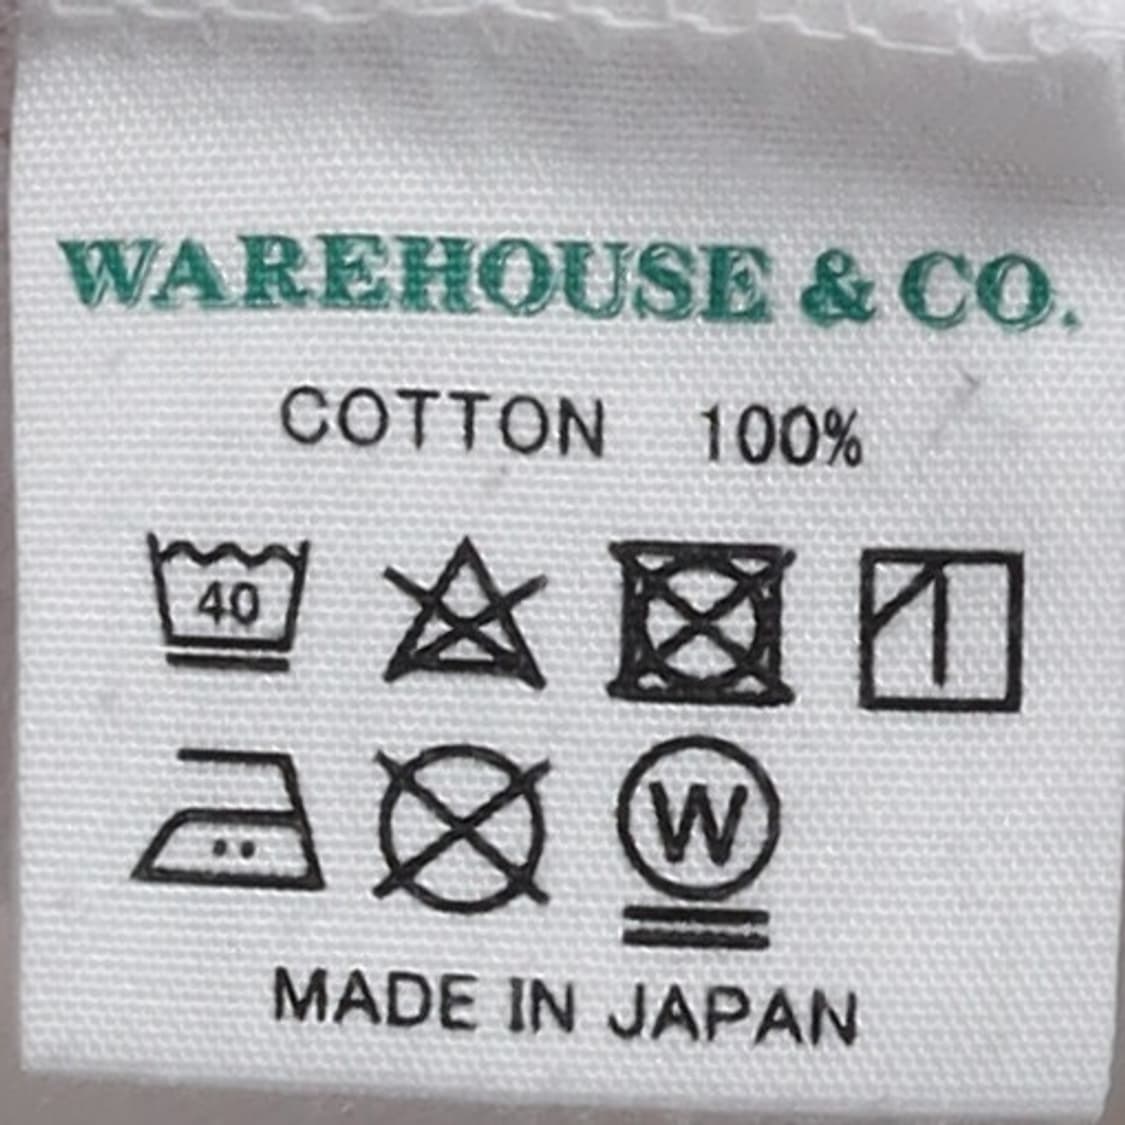 WAREHOUSE & CO.
COTTON 100%
40
W
MADE IN JAPAN